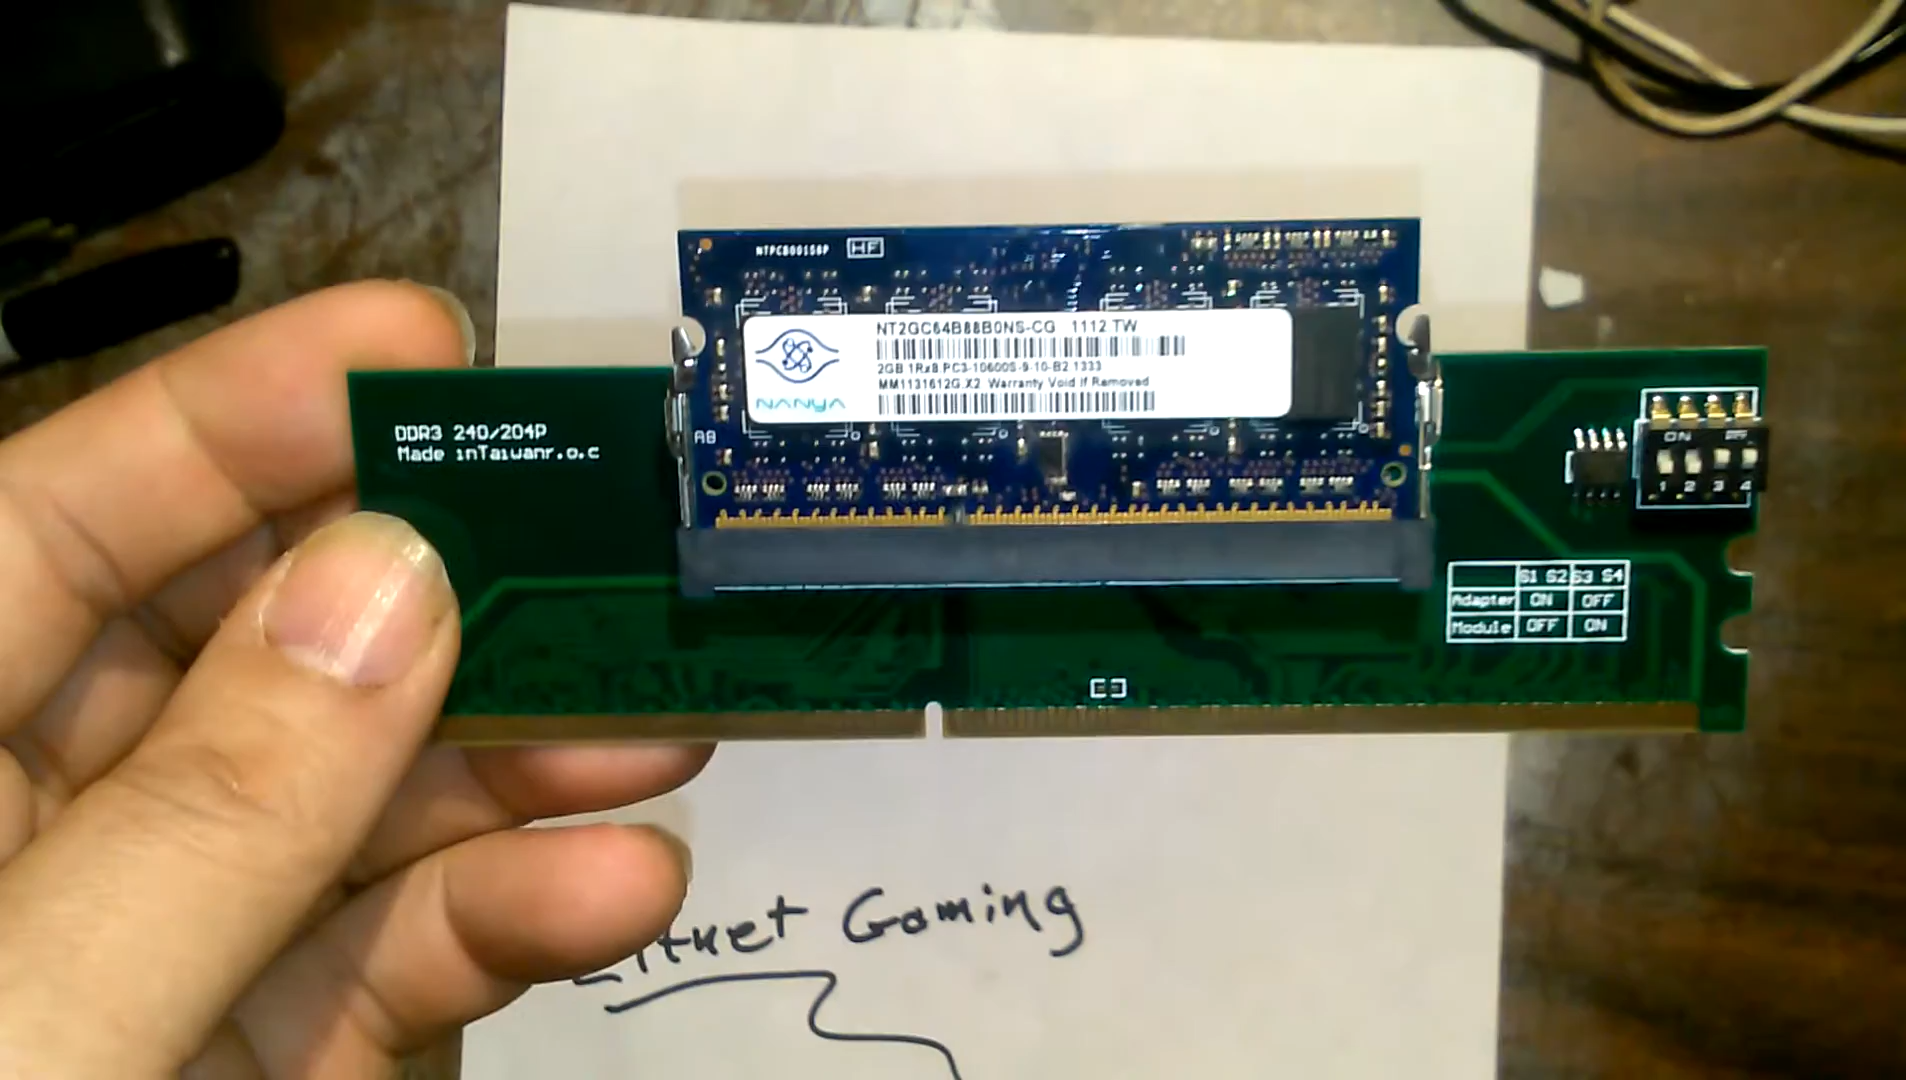 NTPCB00158P HF
NT2GC64B88B0NS-CG 1112 TW
2GB 1Rx8 PC3-10600S-9-10-B2 1333
MM1131612G.X2 Warranty Void If Removed
NANYA
A0
DDR3 240/204P
Made inTaiwanr.o.c
ON
1 2 3 4
S1 S2 S3 S4
Adapter ON OFF
Module OFF ON
Gaming